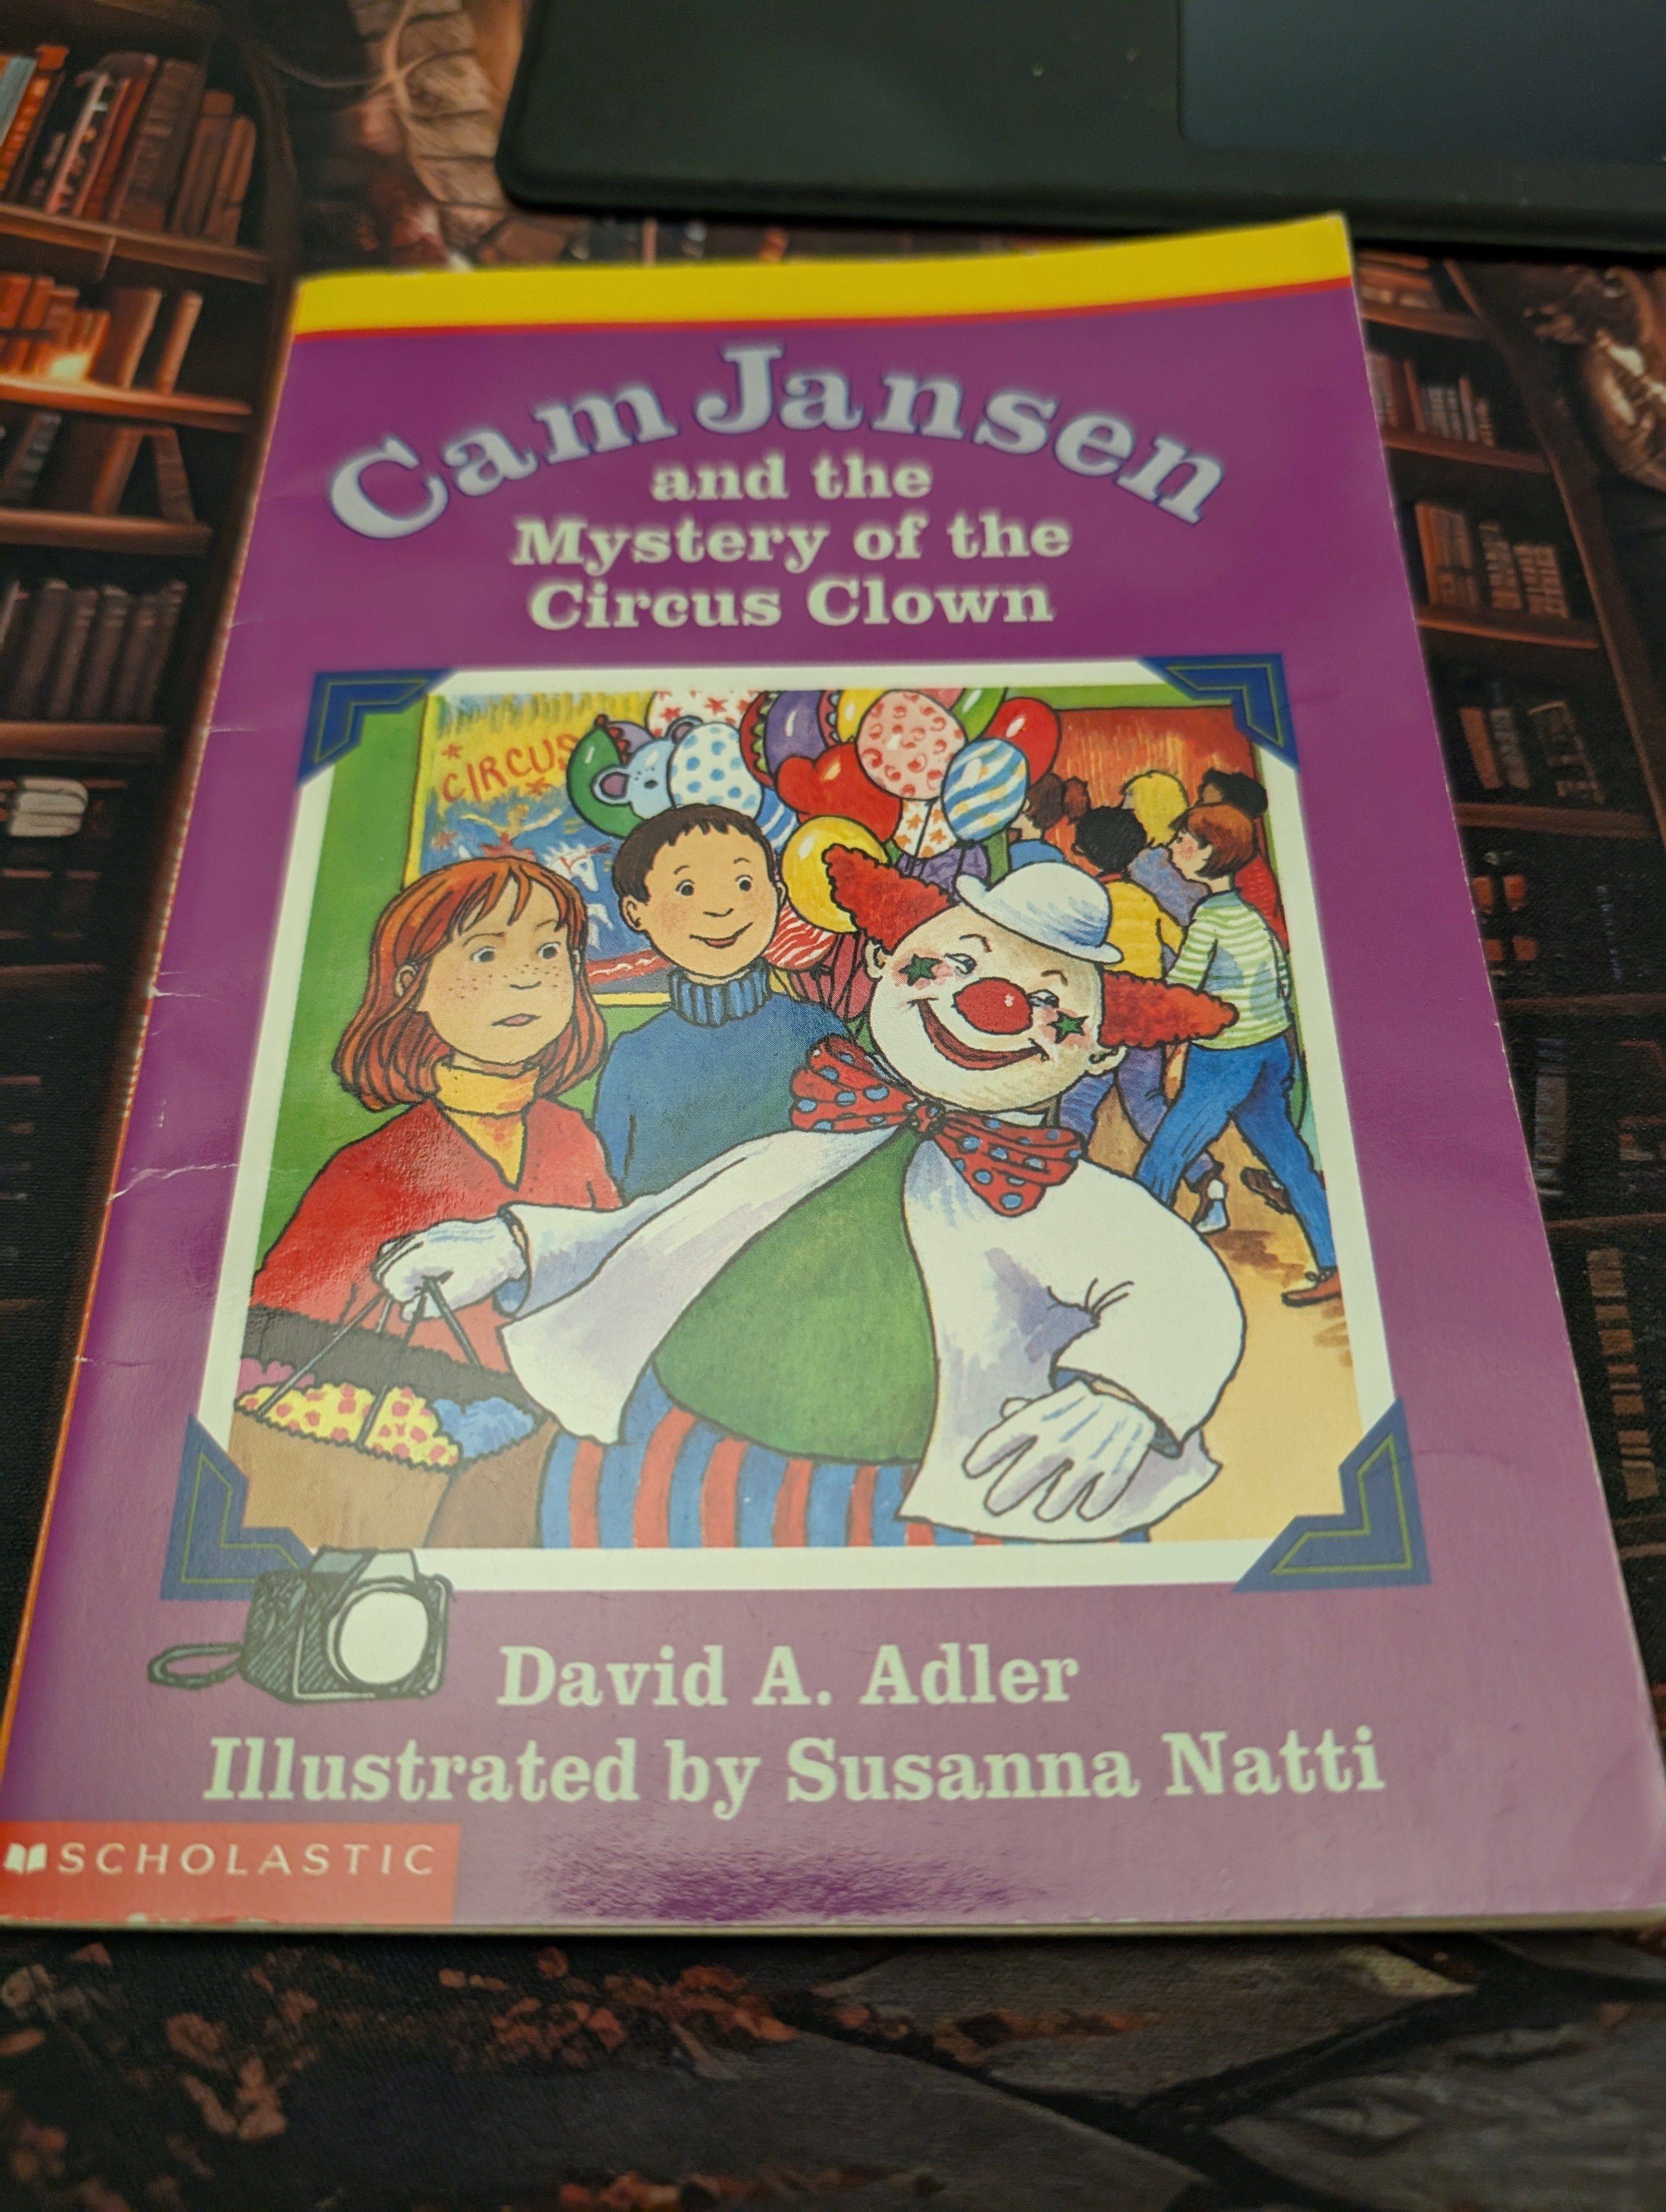 Cam Jansen
and the
Mystery of the
Circus Clown
CIRCUS
David A. Adler
Illustrated by Susanna Natti
SCHOLASTIC